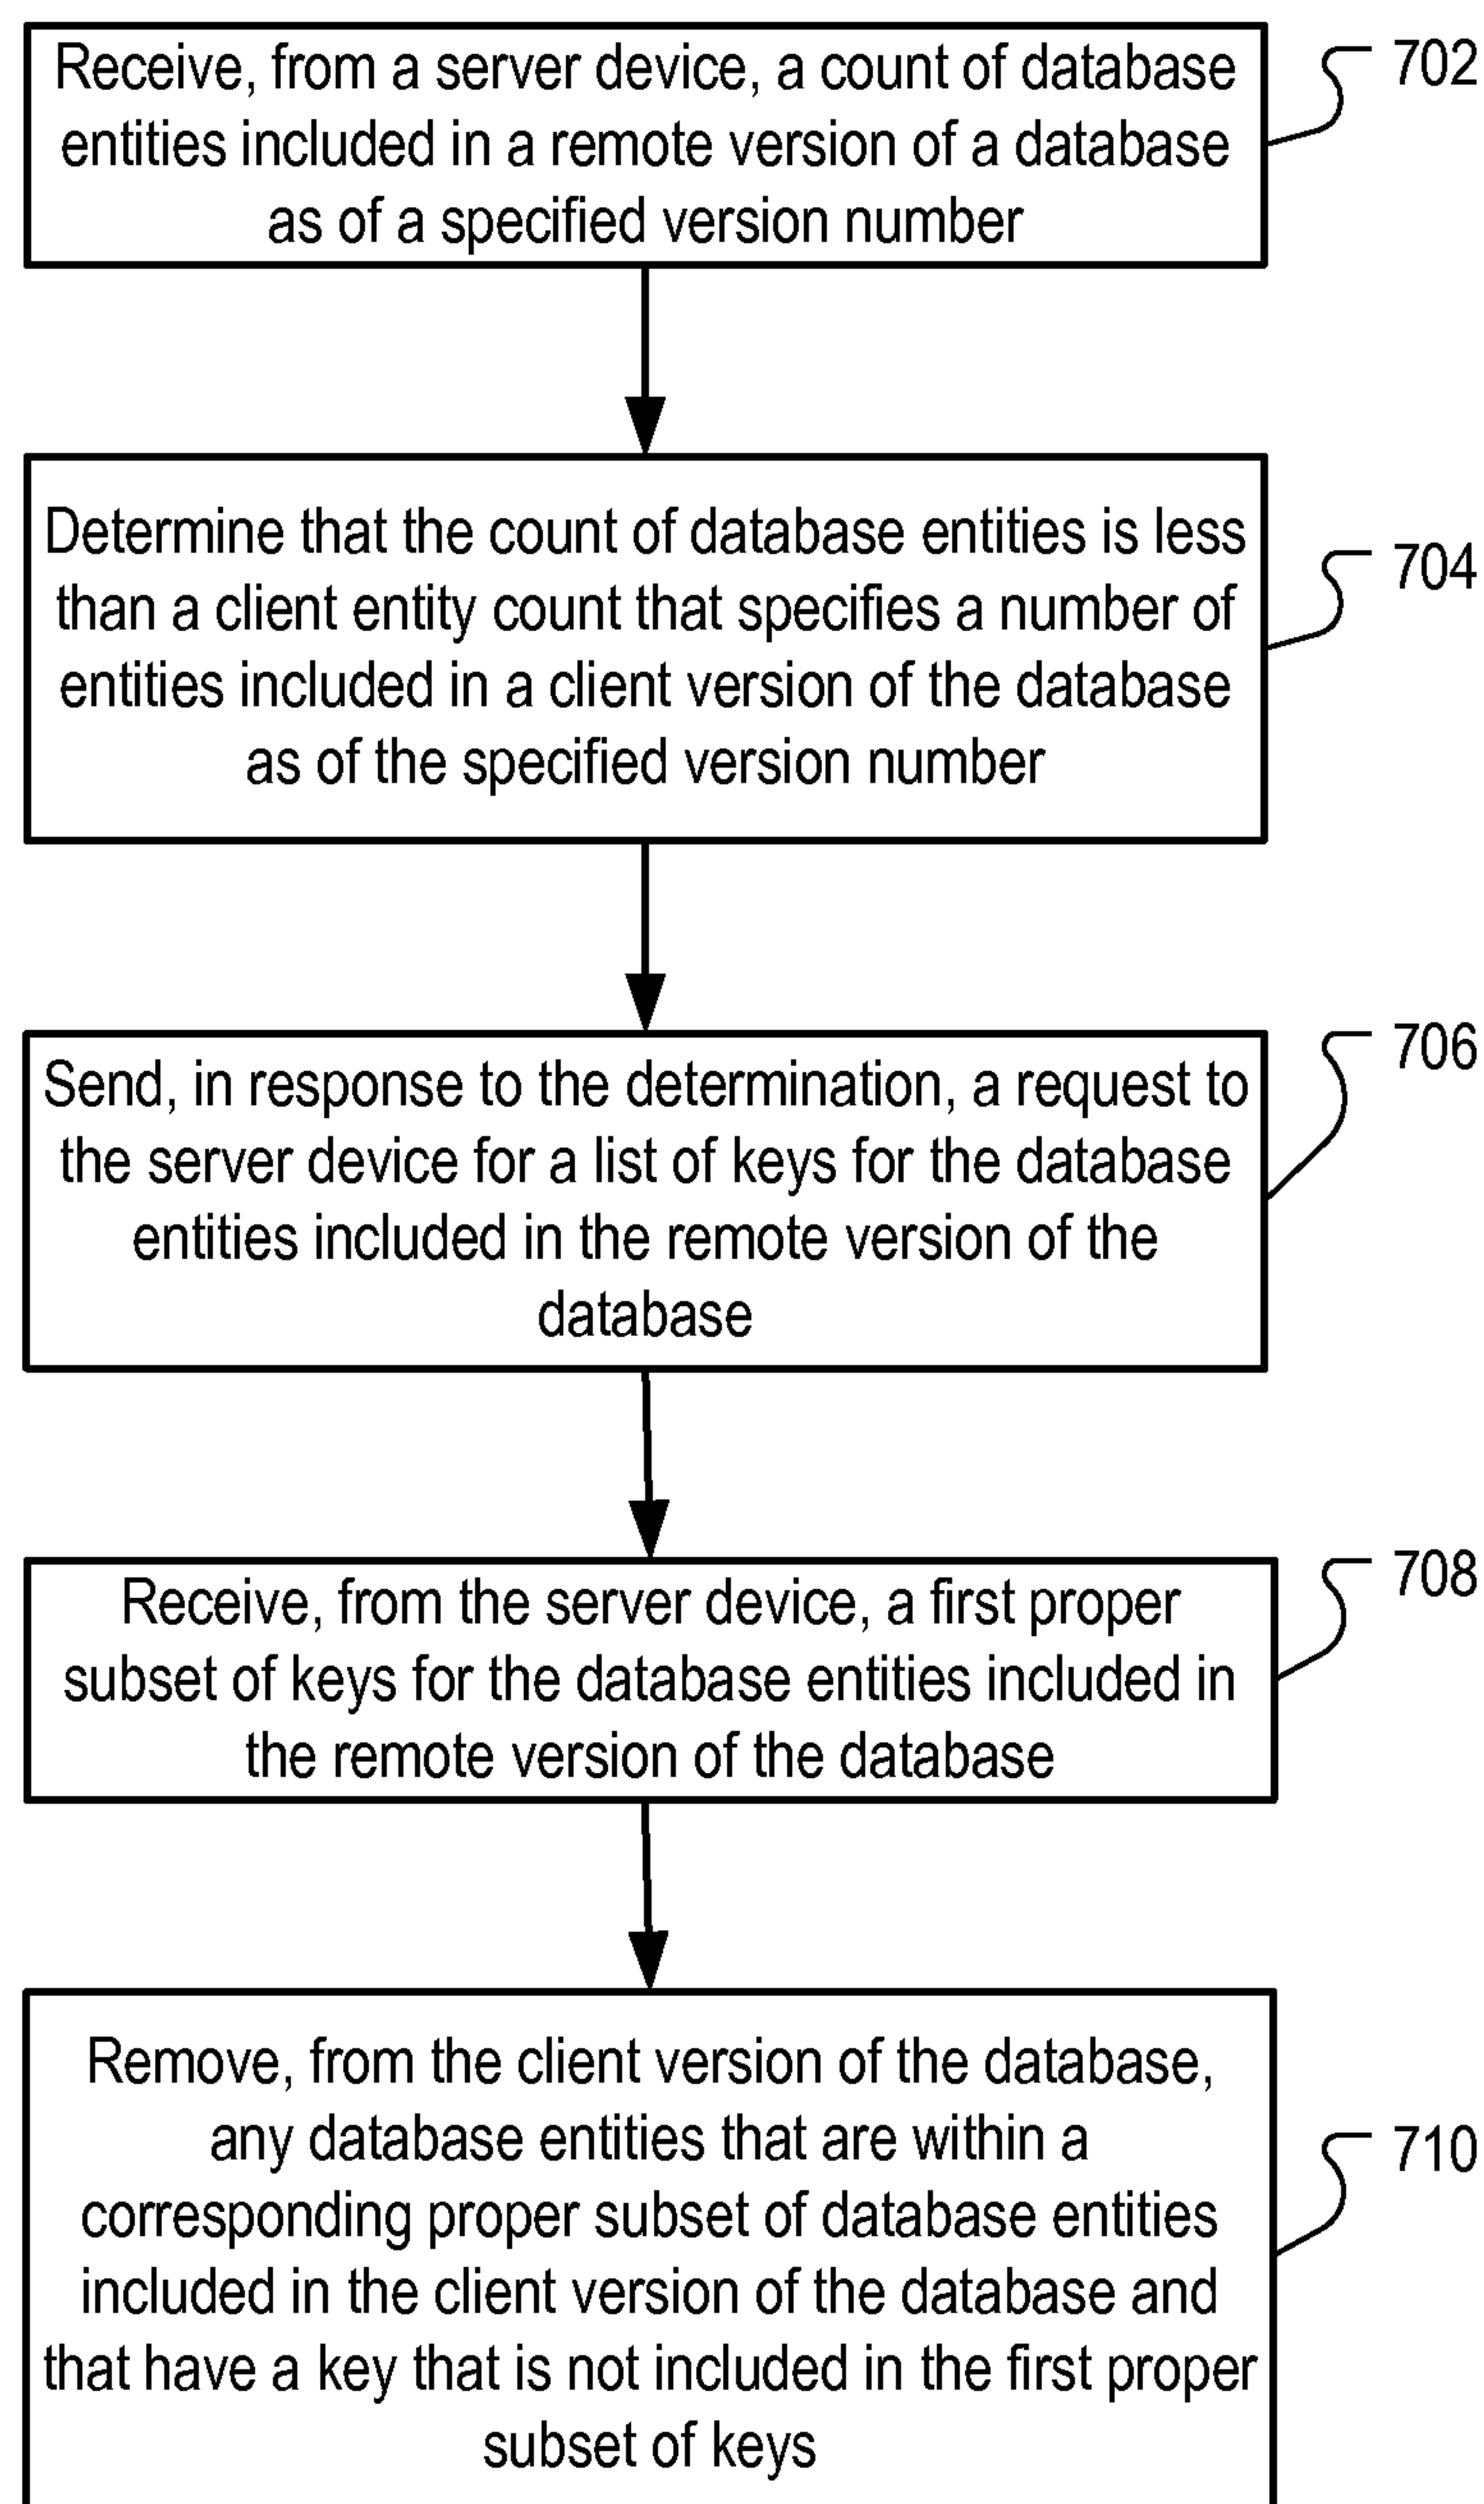 Receive, from a server device, a count of database
entities included in a remote version of a database
as of a specified version number
702
Determine that the count of database entities is less
than a client entity count that specifies a number of
entities included in a client version of the database
as of the specified version number
704
Send, in response to the determination, a request to
the server device for a list of keys for the database
entities included in the remote version of the
database
706
Receive, from the server device, a first proper
subset of keys for the database entities included in
the remote version of the database
708
Remove, from the client version of the database,
any database entities that are within a
corresponding proper subset of database entities
included in the client version of the database and
that have a key that is not included in the first proper
subset of keys
710